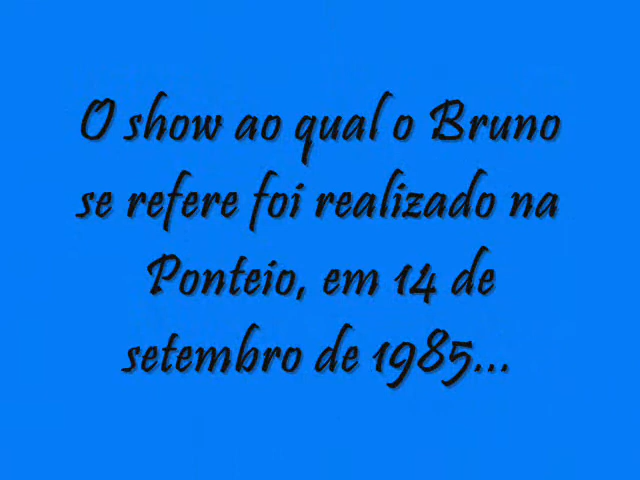 O show ao qual o Bruno
se refere foi realizado na
Ponteio, em 14 de
setembro de 1985...